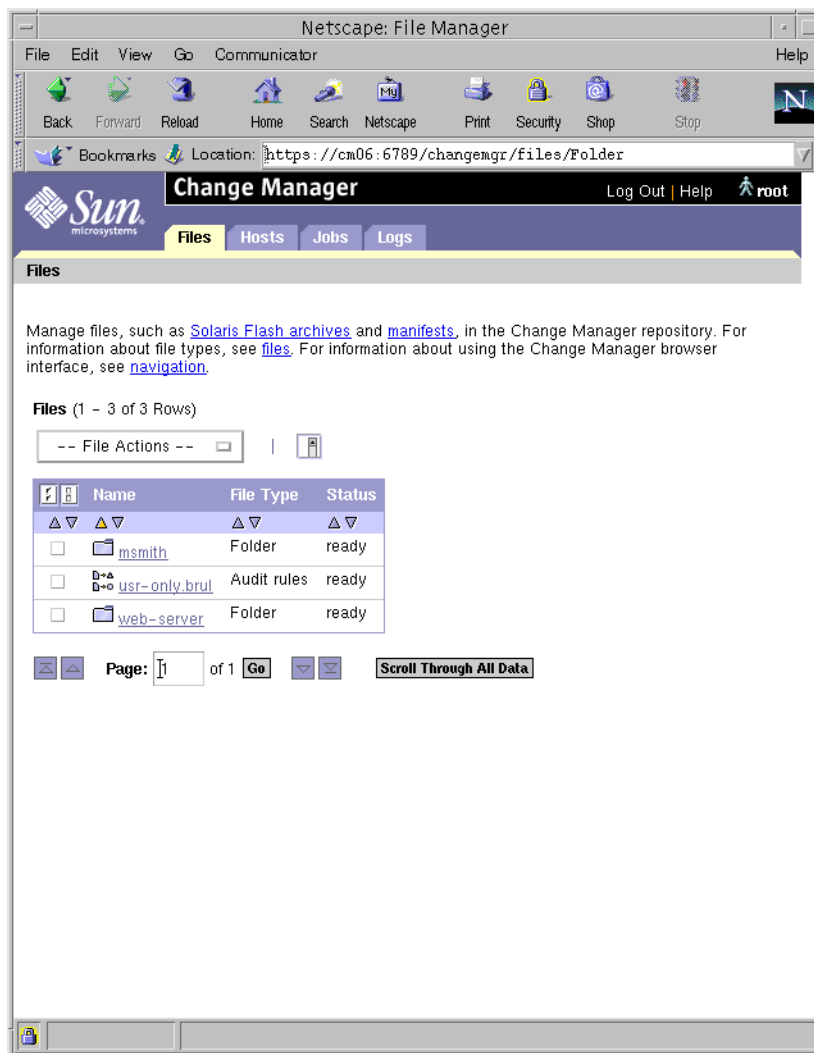 Netscape: File Manager
File Edit View Go Communicator Help
Back Forward Reload Home Search Netscape Print Security Shop Stop
My
N
Bookmarks Location: https://cm06:6789/changemgr/files/Folder
Sun
microsystems
Change Manager
Log Out | Help root
Files Hosts Jobs Logs
Files
Manage files, such as Solaris Flash archives and manifests, in the Change Manager repository. For
information about file types, see files. For information about using the Change Manager browser
interface, see navigation.
Files (1 - 3 of 3 Rows)
-- File Actions -- |
Name File Type Status
msmith Folder ready
usr-only.brul Audit rules ready
web-server Folder ready
Page: 1 of 1 Go Scroll Through All Data